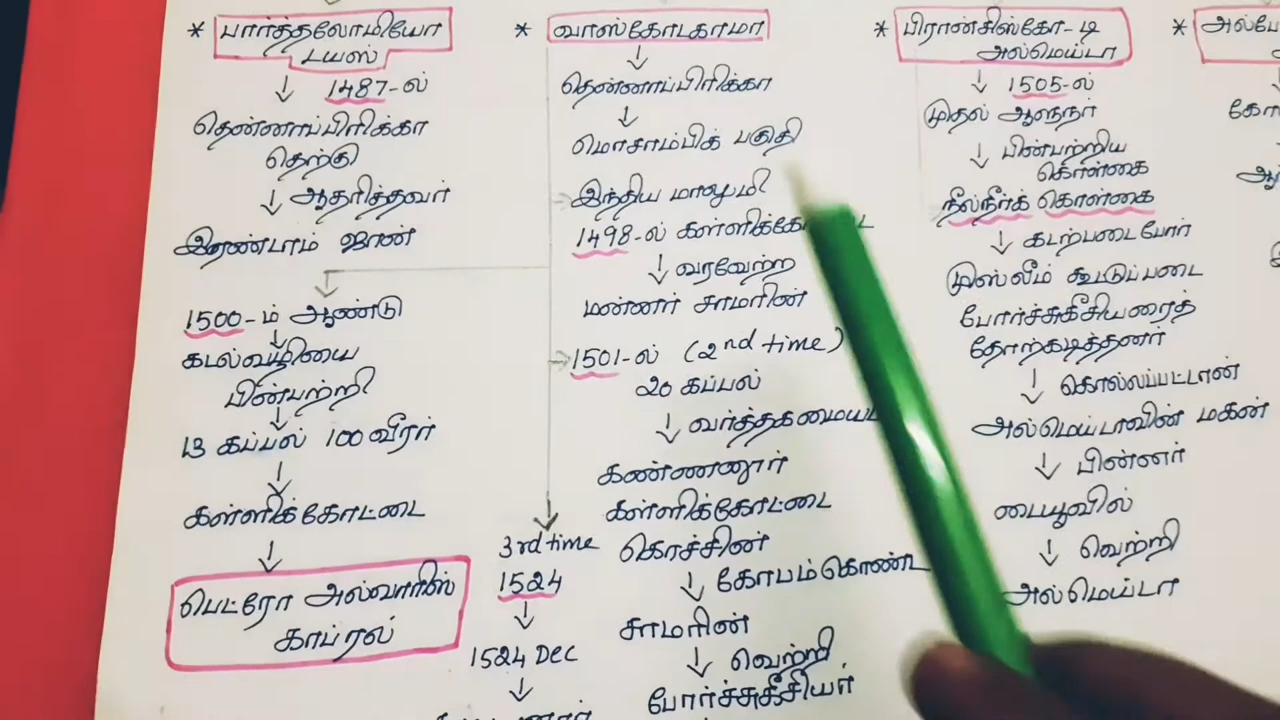 * பார்த்தலோமியோ
டயஸ்
↓ 1487-ல்
தென்னாப்பிரிக்கா
தெற்கு
↓ ஆதரித்தவர்
இரண்டாம் ஜான்
1500-ம் ஆண்டு
↓
கடல்வழியை
பின்பற்றி
↓
13 கப்பல் 100 வீரர்
↓
கள்ளிக்கோட்டை
↓
பெட்ரோ அல்வாரிஸ்
காப்ரல்
* வாஸ்கோடகாமா
↓
தென்னாப்பிரிக்கா
↓
மொசாம்பிக் பகுதி
இந்திய மாலுமி
1498-ல்
↓ வரவேற்ற
மன்னர் சாமரின்
1501-ல் (2nd time)
20 கப்பல்
↓ வர்த்தகமைய
கண்ணனூர்
கள்ளிக்கோட்டை
கொச்சின்
↓ கோபம்கொண்ட
சாமரின்
↓ வெற்றி
போர்ச்சுகீசியர்
3rd time
1524
↓
1524 DEC
↓
* பிரான்சிஸ்கோ-டி
அல்மெய்டா
↓ 1505-ல்
முதல் ஆளுநர்
↓ பின்பற்றிய
கொள்கை
நீல்நீர்க் கொள்கை
↓ கடற்படைபோர்
முஸ்லீம் கூட்டுப்படை
போர்ச்சுகீசியரைத்
தோற்கடித்தனர்
↓ கொல்லப்பட்டான்
அல்மெய்டாவின் மகன்
↓ பின்னர்
டையூவில்
↓ வெற்றி
அல்மெய்டா
*